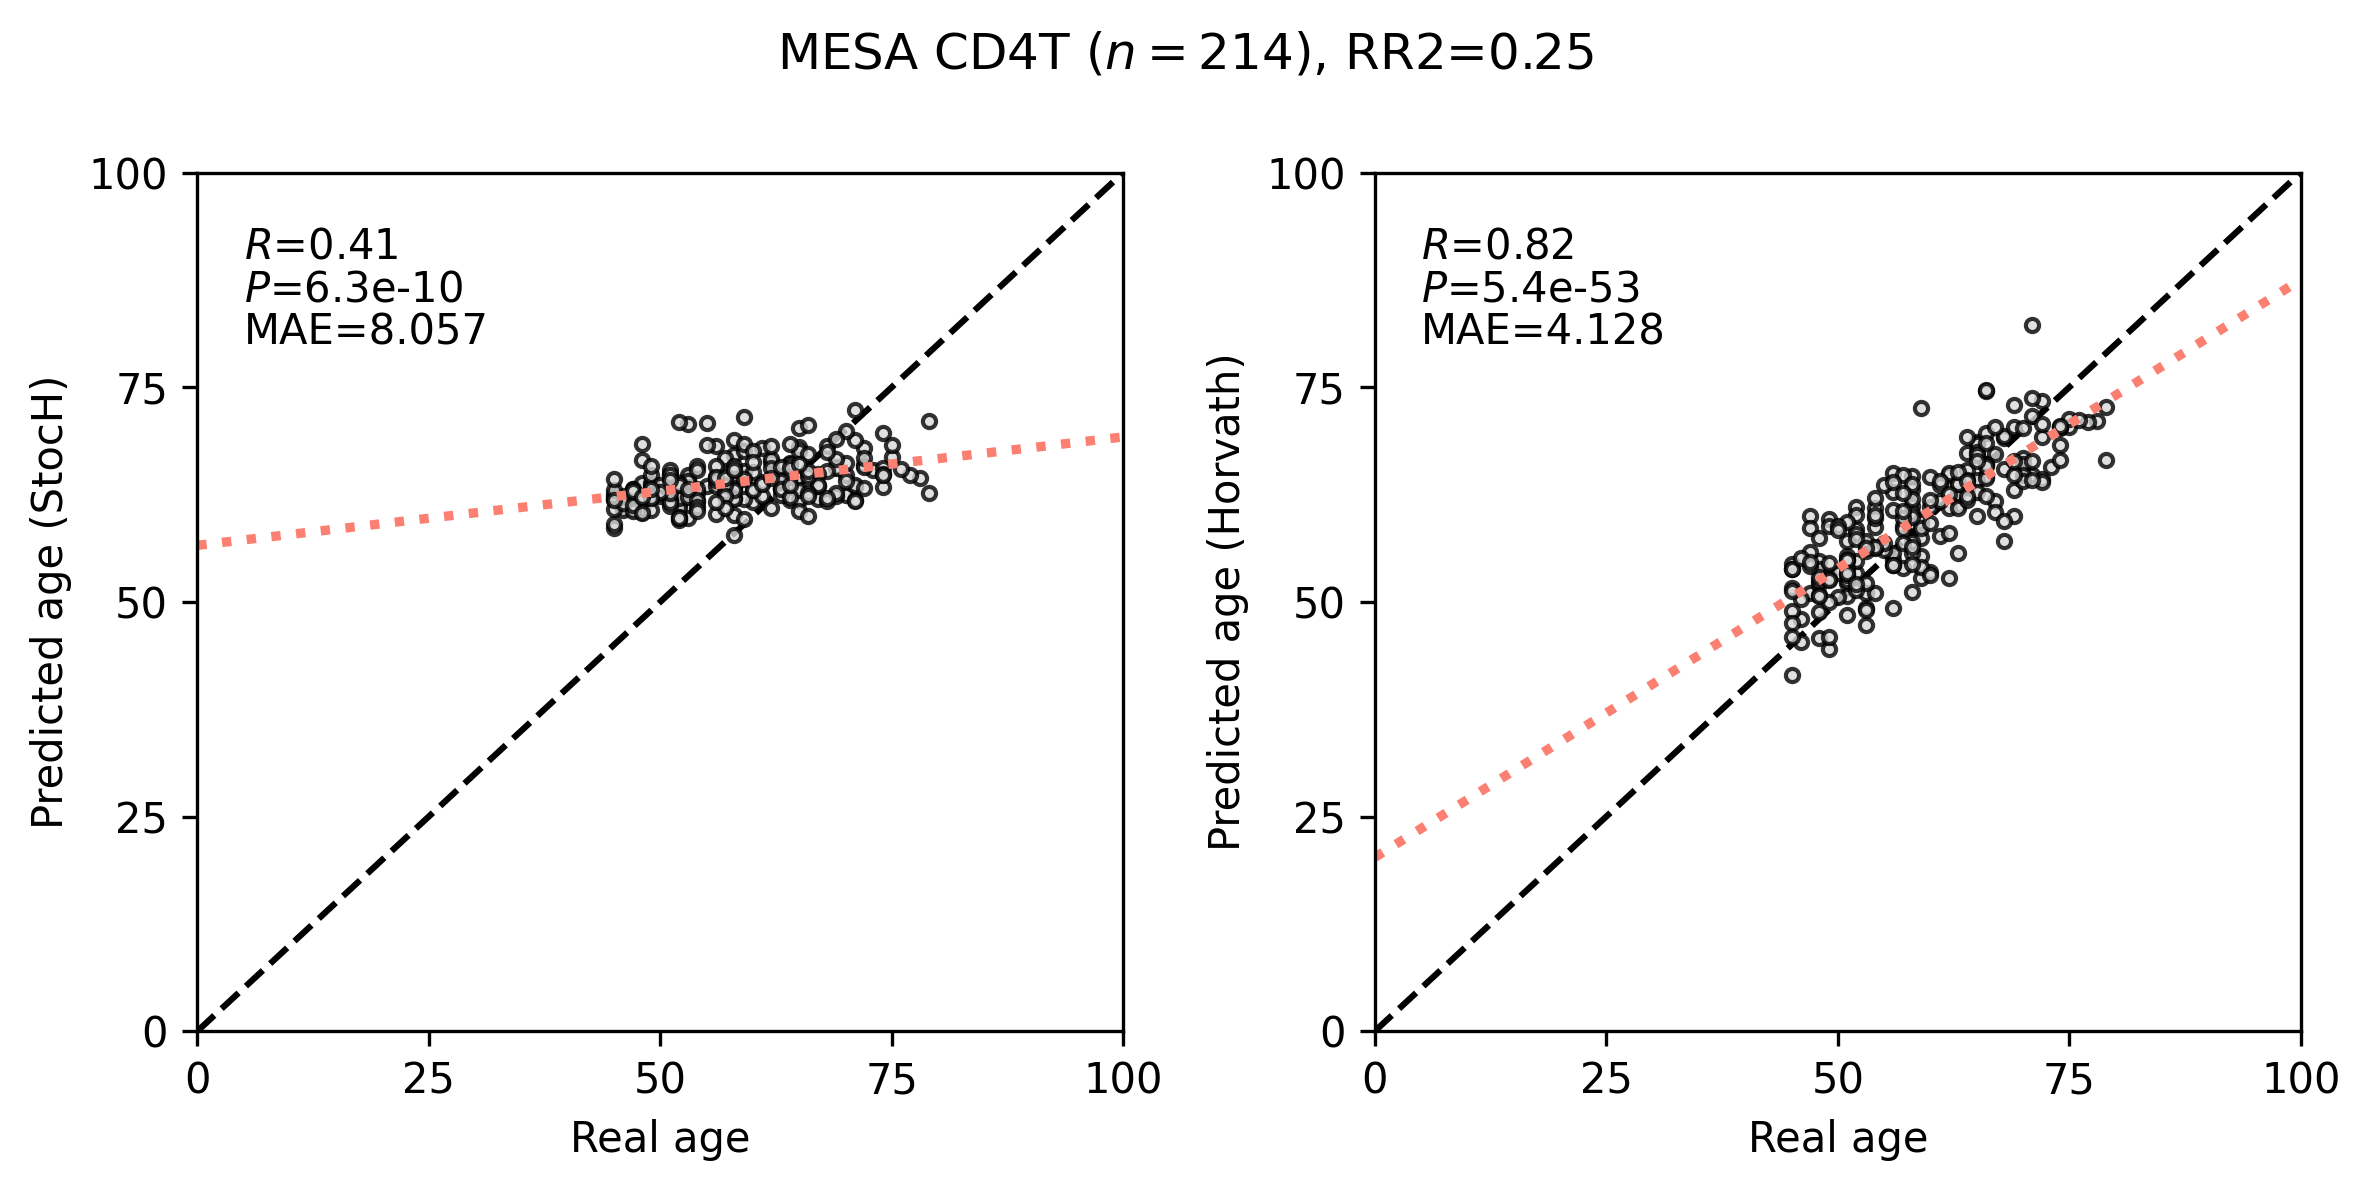 MESA CD4T (n = 214), RR2=0.25
R=0.41
P=6.3e-10
MAE=8.057
100
75
50
25
0
0 25 50 75 100
Predicted age (StocH)
Real age
R=0.82
P=5.4e-53
MAE=4.128
100
75
50
25
0
0 25 50 75 100
Predicted age (Horvath)
Real age